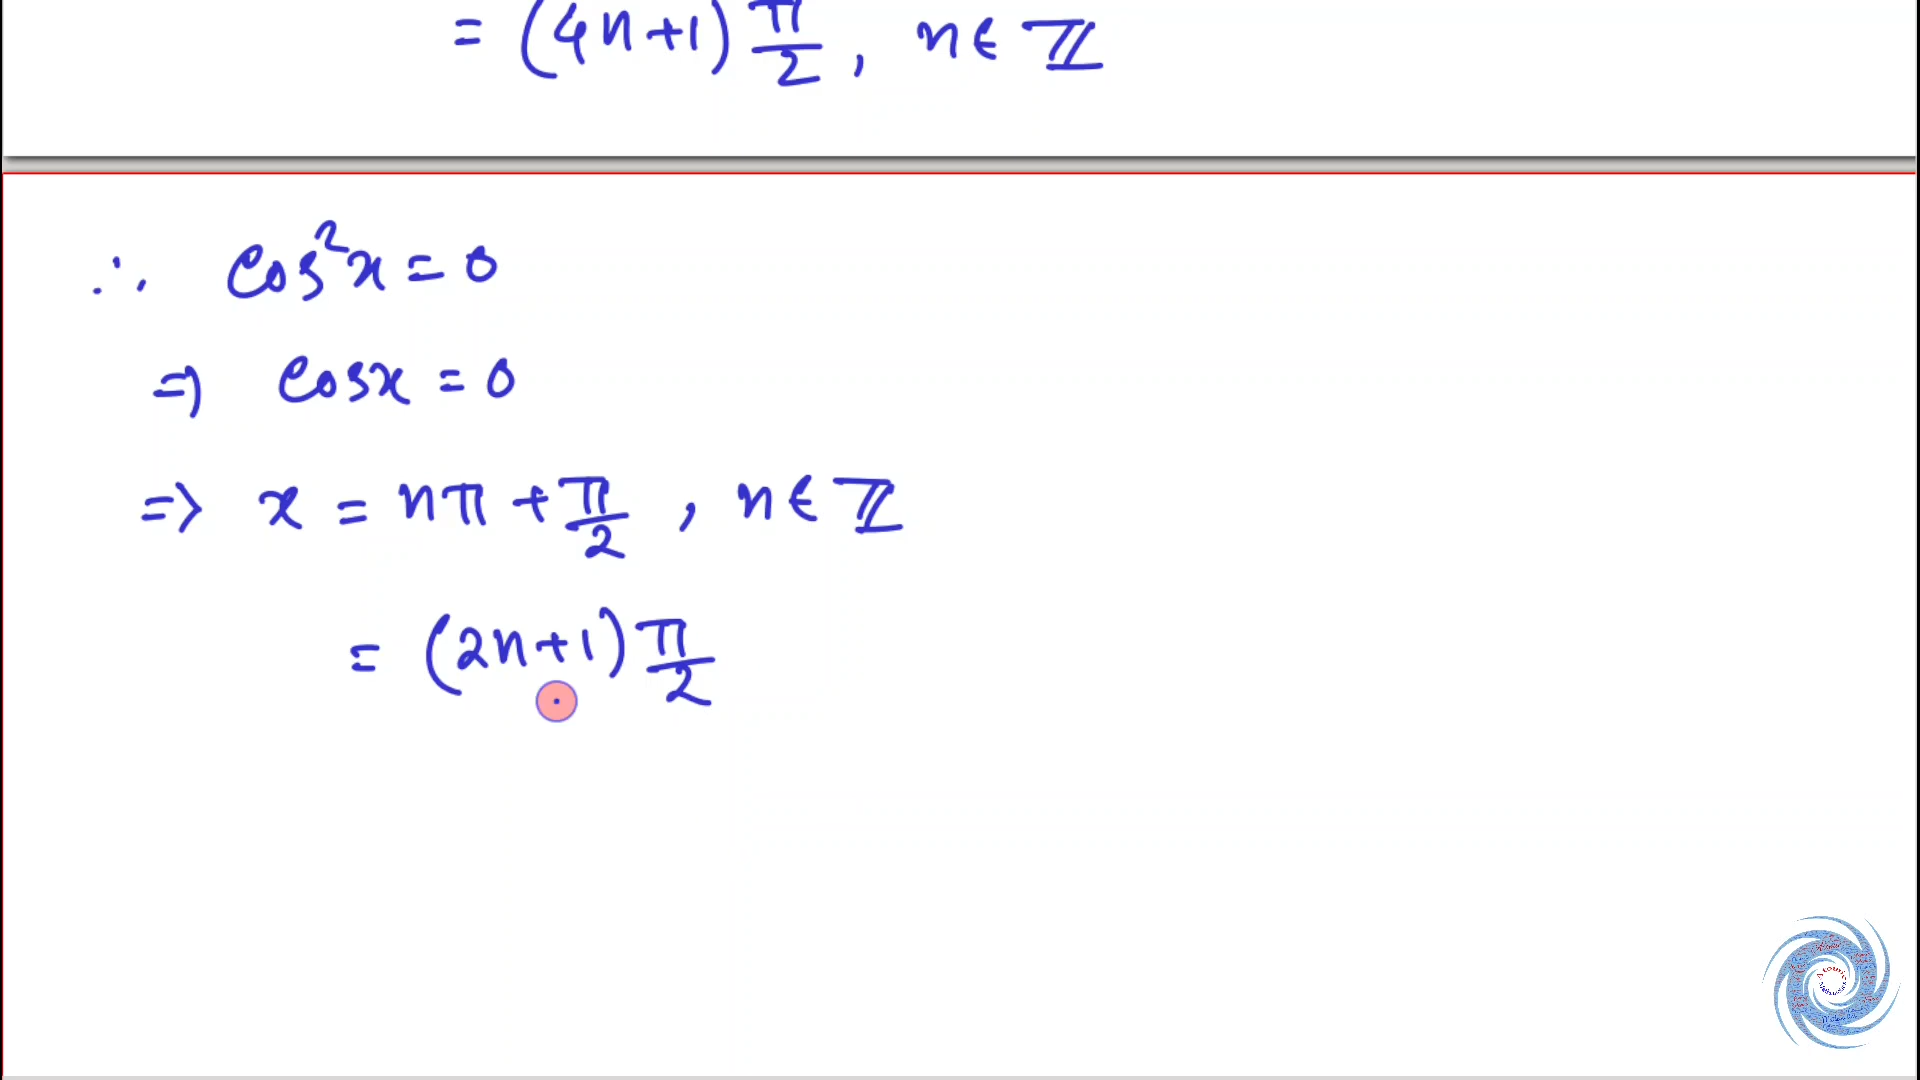 = (4n+1) π/2 , n ∈ ℤ
∴ cos²x = 0
=> cosx = 0
=> x = nπ + π/2 , n ∈ ℤ
= (2n+1) π/2